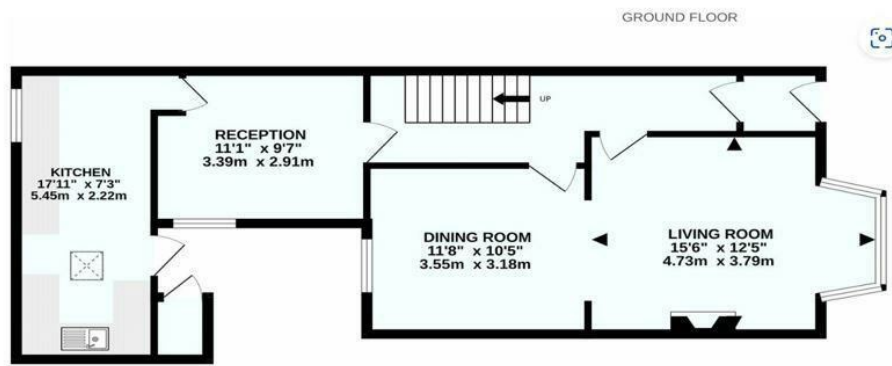 GROUND FLOOR
UP
RECEPTION
11'1" x 9'7"
3.39m x 2.91m
KITCHEN
17'11" x 7'3"
5.45m x 2.22m
DINING ROOM
11'8" x 10'5"
3.55m x 3.18m
LIVING ROOM
15'6" x 12'5"
4.73m x 3.79m